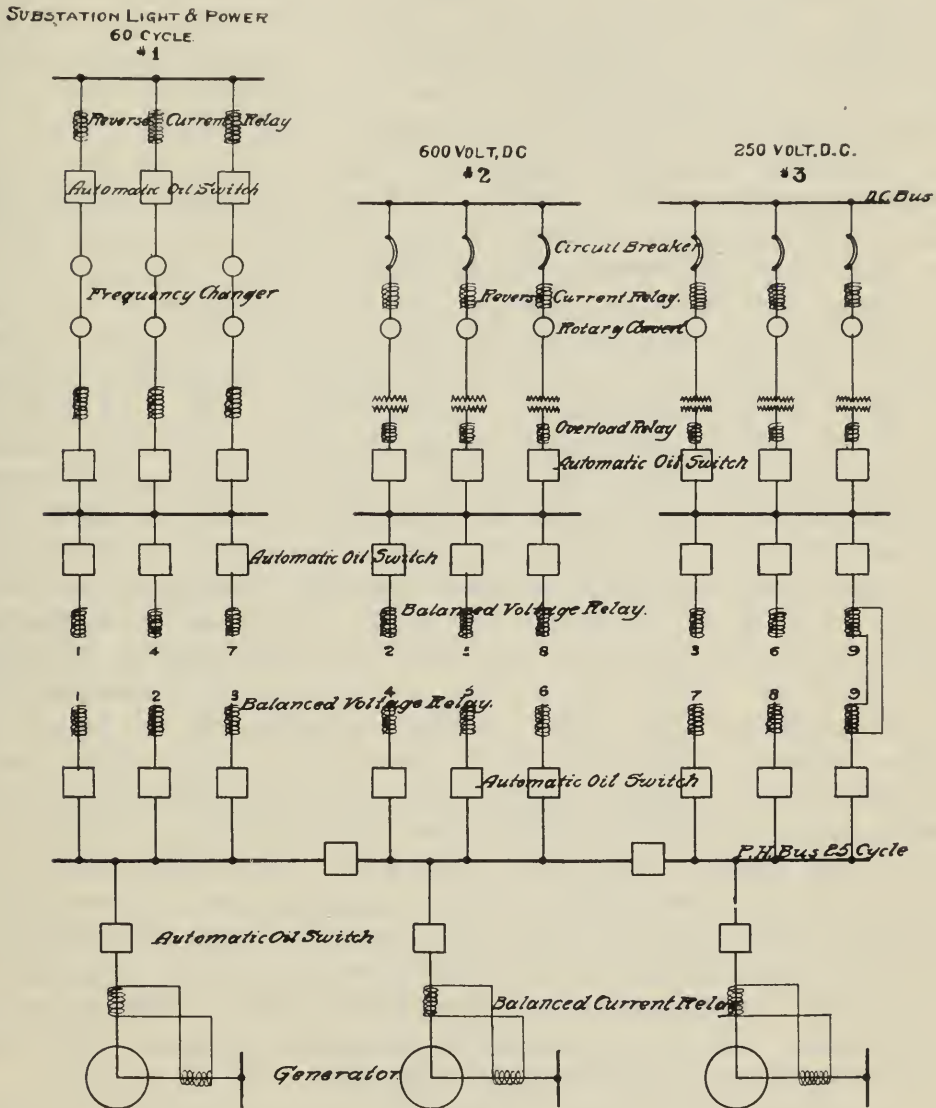 SUBSTATION LIGHT & POWER
60 CYCLE.
#1
Reverse Current Relay
Automatic Oil Switch
600 VOLT, DC
#2
250 VOLT. D.C.
#3
D.C. Bus
Circuit Breaker
Frequency Changer
Reverse Current Relay.
Rotary Convert
Overload Relay
Automatic Oil Switch
Automatic Oil Switch
Balanced Voltage Relay.
1 4 7 2 5 8 3 6 9
1 2 3 4 5 6 7 8 9
Balanced Voltage Relay.
Automatic Oil Switch
P.H. Bus 25 Cycle
Automatic Oil Switch
Balanced Current Relay
Generator